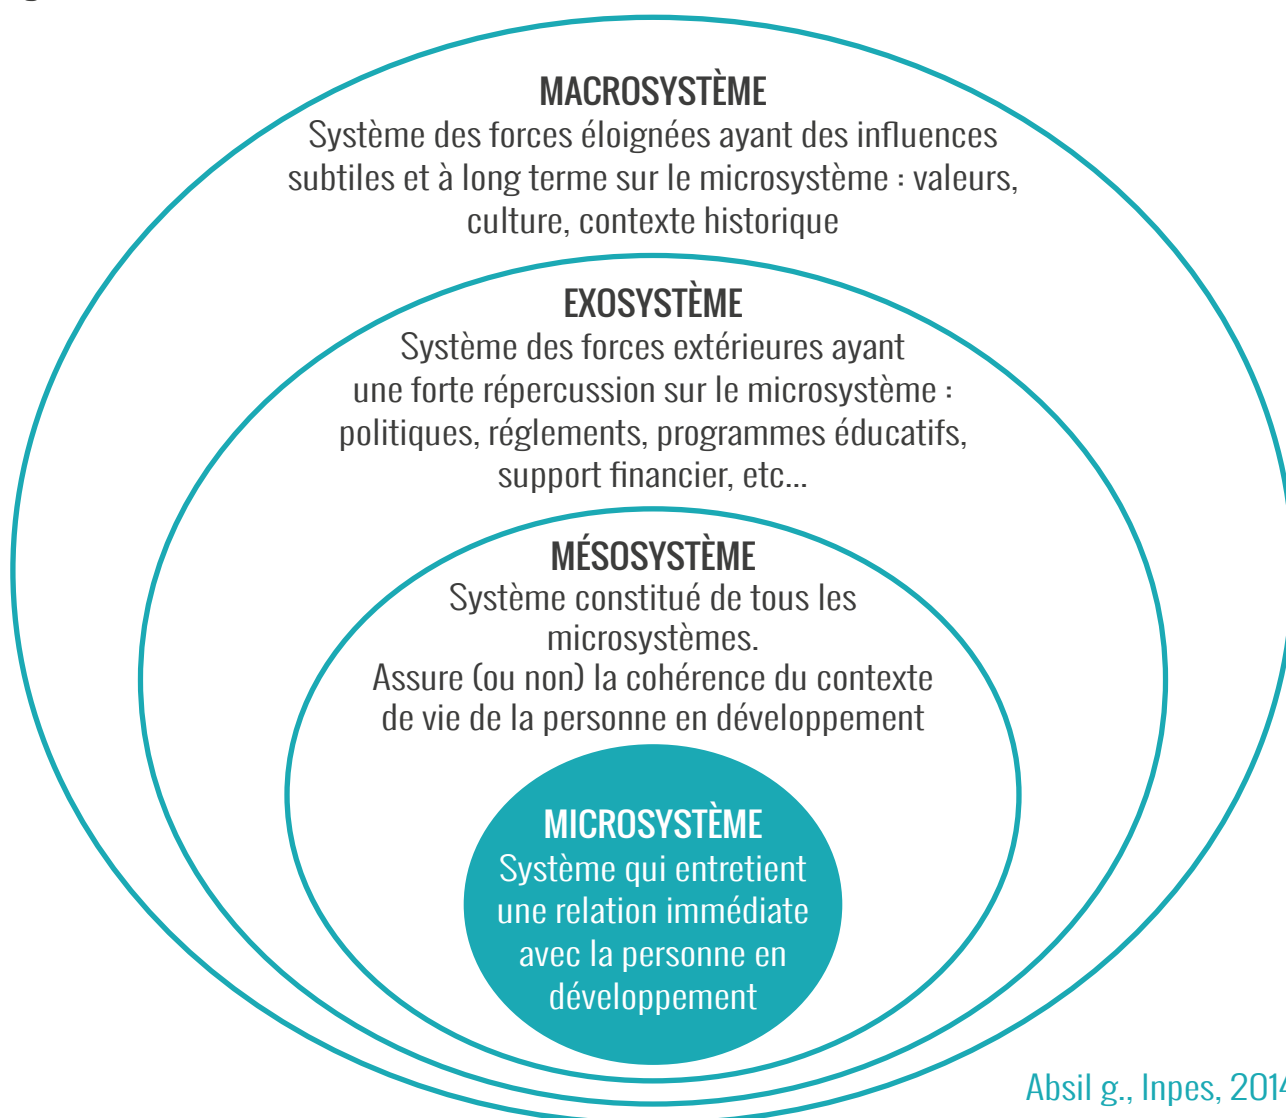 MACROSYSTÈME
Système des forces éloignées ayant des influences
subtiles et à long terme sur le microsystème : valeurs,
culture, contexte historique
EXOSYSTÈME
Système des forces extérieures ayant
une forte répercussion sur le microsystème :
politiques, réglements, programmes éducatifs,
support financier, etc...
MÉSOSYSTÈME
Système constitué de tous les
microsystèmes.
Assure (ou non) la cohérence du contexte
de vie de la personne en développement
MICROSYSTÈME
Système qui entretient
une relation immédiate
avec la personne en
développement
Absil g., Inpes, 2014